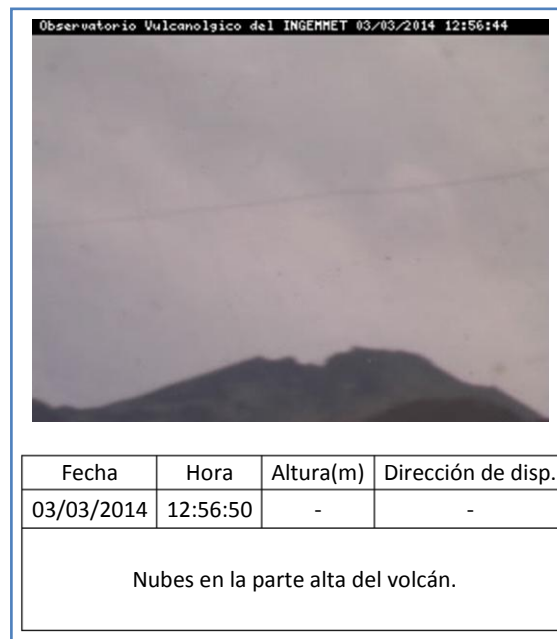 Observatorio Vulcanolgico del INGEMMET 03/03/2014 12:56:44
Fecha Hora Altura(m) Dirección de disp.
03/03/2014 12:56:50 - -
Nubes en la parte alta del volcán.